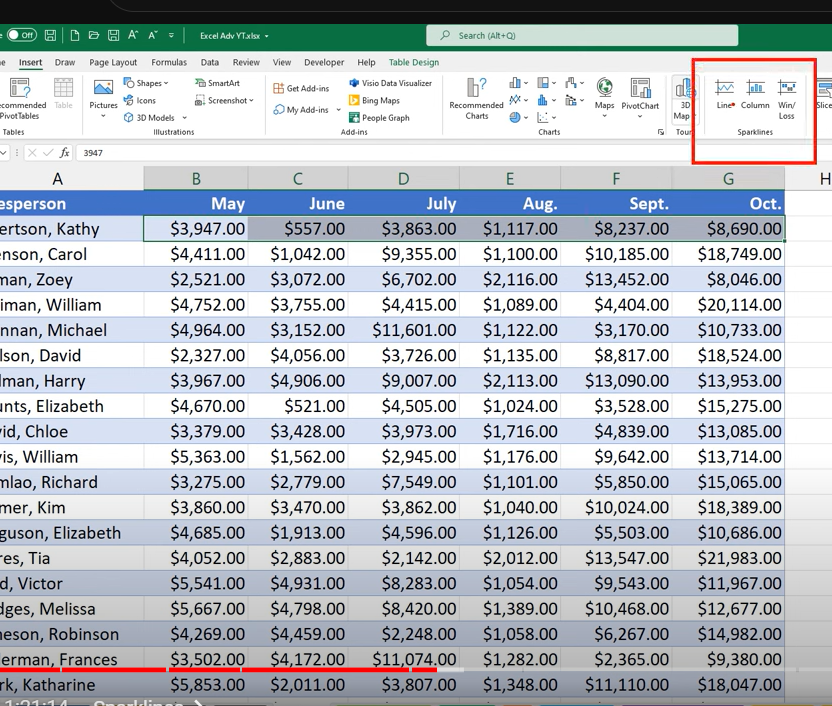 Off
Excel Adv YT.xlsx
Search (Alt+Q)
Insert Draw Page Layout Formulas Data Review View Developer Help Table Design
PivotTables
Table
Tables
Pictures
Shapes
Icons
3D Models
SmartArt
Screenshot
Illustrations
Get Add-ins
My Add-ins
Visio Data Visualizer
Bing Maps
People Graph
Add-ins
Recommended
Charts
Maps
PivotChart
Charts
3D
Map
Line
Column
Win/
Loss
Sparklines
fx 3947
A B C D E F G H
esperson May June July Aug. Sept. Oct.
ertson, Kathy $3,947.00 $557.00 $3,863.00 $1,117.00 $8,237.00 $8,690.00
enson, Carol $4,411.00 $1,042.00 $9,355.00 $1,100.00 $10,185.00 $18,749.00
man, Zoey $2,521.00 $3,072.00 $6,702.00 $2,116.00 $13,452.00 $8,046.00
iman, William $4,752.00 $3,755.00 $4,415.00 $1,089.00 $4,404.00 $20,114.00
nnan, Michael $4,964.00 $3,152.00 $11,601.00 $1,122.00 $3,170.00 $10,733.00
lson, David $2,327.00 $4,056.00 $3,726.00 $1,135.00 $8,817.00 $18,524.00
lman, Harry $3,967.00 $4,906.00 $9,007.00 $2,113.00 $13,090.00 $13,953.00
unts, Elizabeth $4,670.00 $521.00 $4,505.00 $1,024.00 $3,528.00 $15,275.00
vid, Chloe $3,379.00 $3,428.00 $3,973.00 $1,716.00 $4,839.00 $13,085.00
vis, William $5,363.00 $1,562.00 $2,945.00 $1,176.00 $9,642.00 $13,714.00
mlao, Richard $3,275.00 $2,779.00 $7,549.00 $1,101.00 $5,850.00 $15,065.00
mer, Kim $3,860.00 $3,470.00 $3,862.00 $1,040.00 $10,024.00 $18,389.00
guson, Elizabeth $4,685.00 $1,913.00 $4,596.00 $1,126.00 $5,503.00 $10,686.00
res, Tia $4,052.00 $2,883.00 $2,142.00 $2,012.00 $13,547.00 $21,983.00
d, Victor $5,541.00 $4,931.00 $8,283.00 $1,054.00 $9,543.00 $11,967.00
dges, Melissa $5,667.00 $4,798.00 $8,420.00 $1,389.00 $10,468.00 $12,677.00
neson, Robinson $4,269.00 $4,459.00 $2,248.00 $1,058.00 $6,267.00 $14,982.00
lerman, Frances $3,502.00 $4,172.00 $11,074.00 $1,282.00 $2,365.00 $9,380.00
rk, Katharine $5,853.00 $2,011.00 $3,807.00 $1,348.00 $11,110.00 $18,047.00
1:21:14 Sparklines